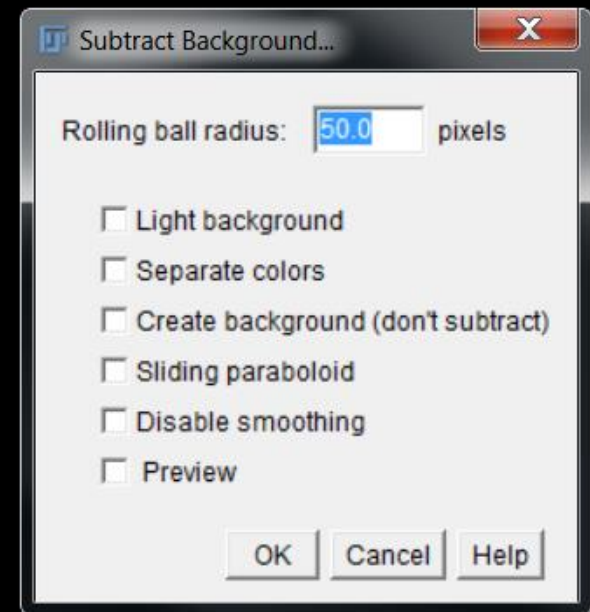 Subtract Background...
Rolling ball radius: 50.0 pixels
Light background
Separate colors
Create background (don't subtract)
Sliding paraboloid
Disable smoothing
Preview
OK Cancel Help